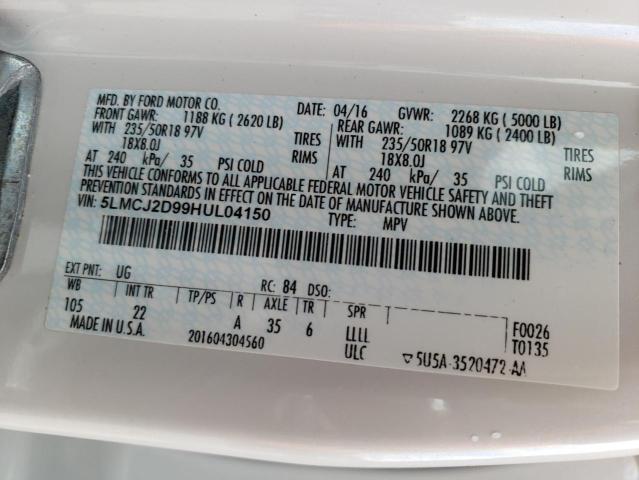 MFD. BY FORD MOTOR CO. DATE: 04/16 GVWR: 2268 KG ( 5000 LB)
FRONT GAWR: 1188 KG ( 2620 LB) REAR GAWR: 1089 KG ( 2400 LB)
WITH 235/50R18 97V TIRES WITH 235/50R18 97V TIRES
18X8.0J RIMS 18X8.0J RIMS
AT 240 kPa/ 35 PSI COLD AT 240 kPa/ 35 PSI COLD
THIS VEHICLE CONFORMS TO ALL APPLICABLE FEDERAL MOTOR VEHICLE SAFETY AND THEFT
PREVENTION STANDARDS IN EFFECT ON THE DATE OF MANUFACTURE SHOWN ABOVE.
VIN: 5LMCJ2D99HUL04150 TYPE: MPV
EXT PNT: UG RC: 84 DSO:
WB INT TR TP/PS R AXLE TR SPR
105 22 A 35 6 LLLL F0026
MADE IN U.S.A. 201604304560 ULC T0135
▽ 5U5A-3520472-AA